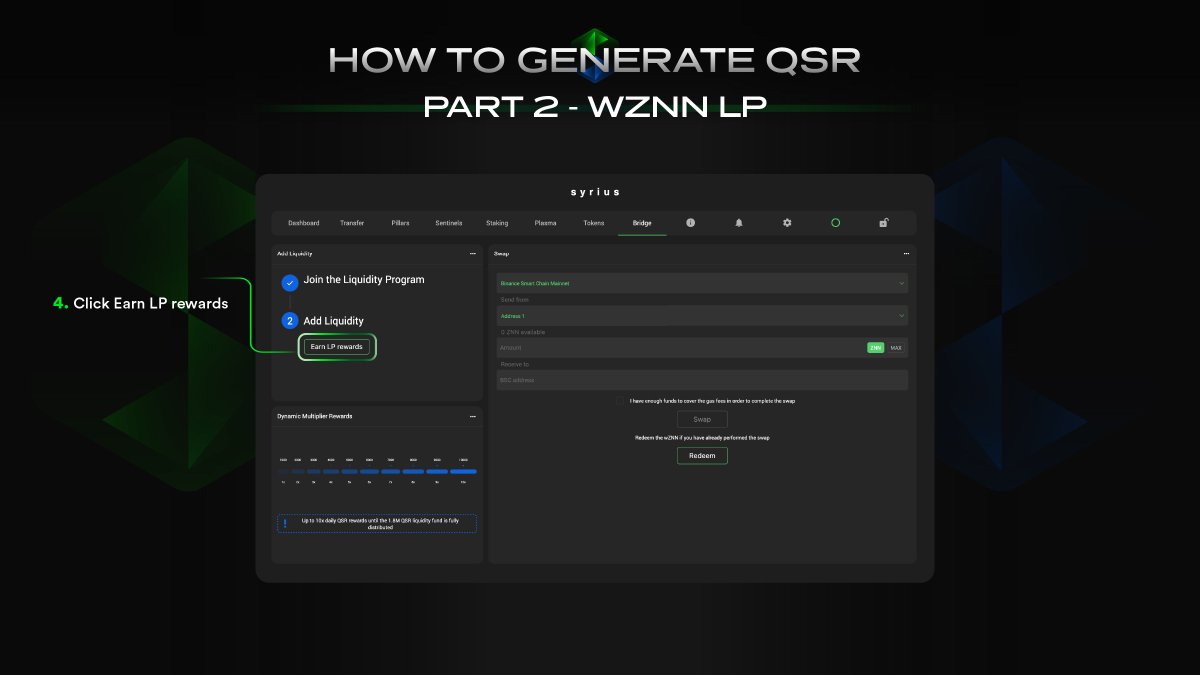 HOW TO GENERATE QSR
PART 2 - WZNN LP
syrius
Dashboard Transfer Pillars Sentinels Staking Plasma Tokens Bridge
Add Liquidity
Join the Liquidity Program
2 Add Liquidity
Earn LP rewards
4. Click Earn LP rewards
Dynamic Multiplier Rewards
Up to 10x daily QSR rewards until the 1.8M QSR liquidity fund is fully
distributed
Swap
Binance Smart Chain Mainnet
Send from
Address 1
0 ZNN available
Amount ZNN MAX
Receive to
BSC address
I have enough funds to cover the gas fees in order to complete the swap
Swap
Redeem the wZNN if you have already performed the swap
Redeem